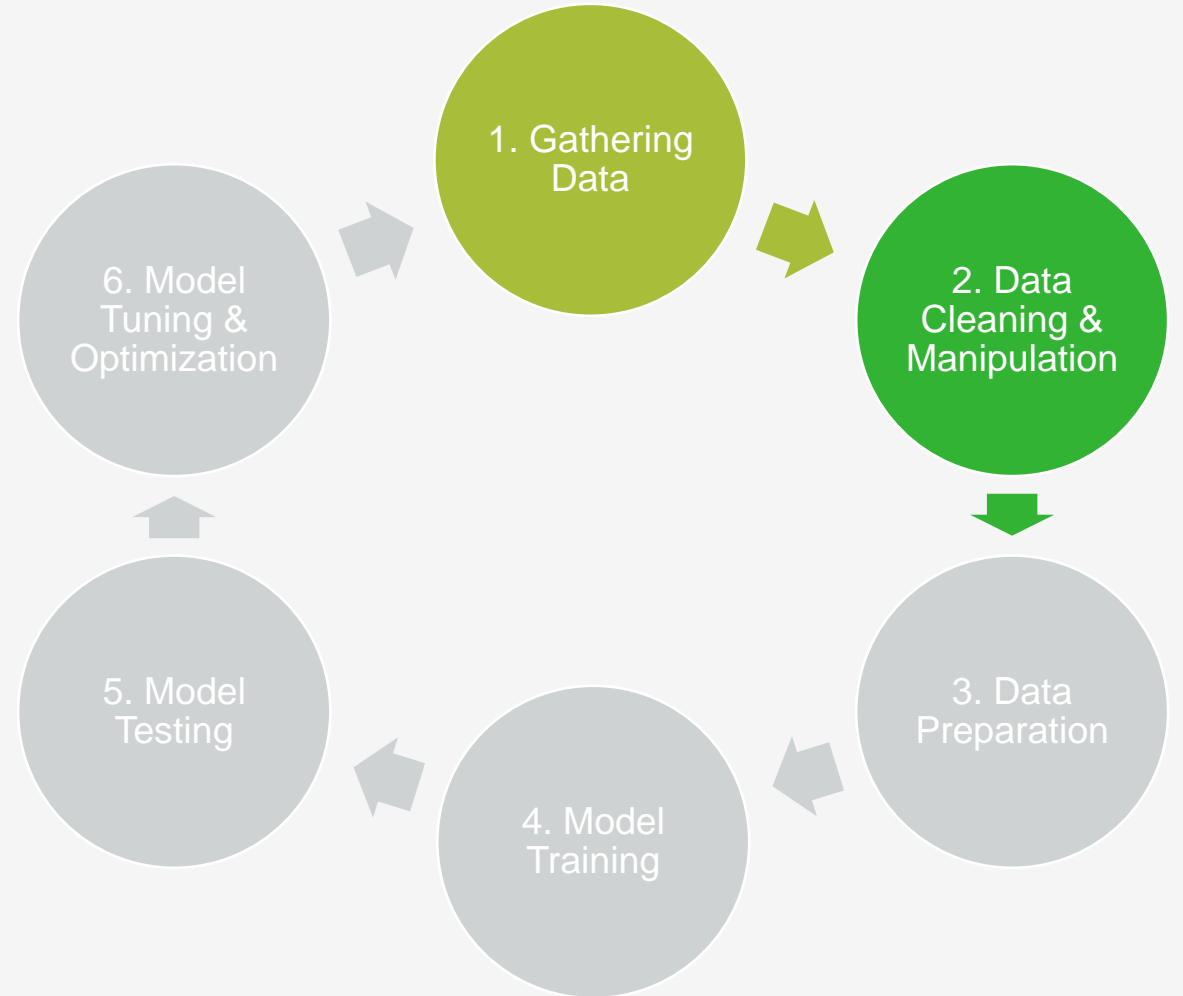 1. Gathering
Data
2. Data
Cleaning &
Manipulation
3. Data
Preparation
4. Model
Training
5. Model
Testing
6. Model
Tuning &
Optimization